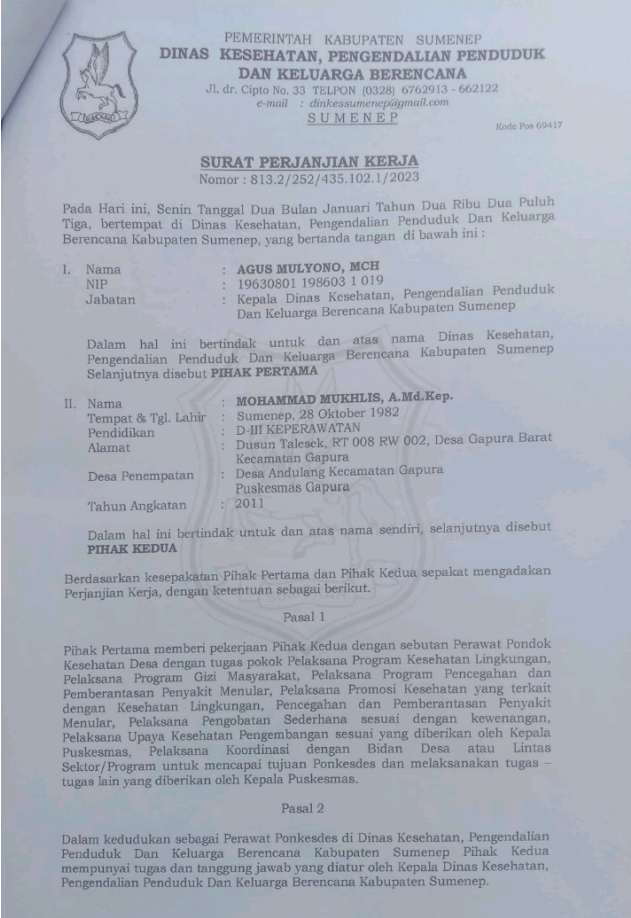 PEMERINTAH KABUPATEN SUMENEP
DINAS KESEHATAN, PENGENDALIAN PENDUDUK
DAN KELUARGA BERENCANA
Jl. dr. Cipto No. 33 TELPON (0328) 6762913 - 662122
e-mail : dinkessumenep@gmail.com
SUMENEP
Kode Pos 69417
SURAT PERJANJIAN KERJA
Nomor : 813.2/252/435.102.1/2023
Pada Hari ini, Senin Tanggal Dua Bulan Januari Tahun Dua Ribu Dua Puluh
Tiga, bertempat di Dinas Kesehatan, Pengendalian Penduduk Dan Keluarga
Berencana Kabupaten Sumenep, yang bertanda tangan di bawah ini :
I. Nama : AGUS MULYONO, MCH
NIP : 19630801 198603 1 019
Jabatan : Kepala Dinas Kesehatan, Pengendalian Penduduk
Dan Keluarga Berencana Kabupaten Sumenep
Dalam hal ini bertindak untuk dan atas nama Dinas Kesehatan,
Pengendalian Penduduk Dan Keluarga Berencana Kabupaten Sumenep
Selanjutnya disebut PIHAK PERTAMA
II. Nama : MOHAMMAD MUKHLIS, A.Md.Kep.
Tempat & Tgl. Lahir : Sumenep, 28 Oktober 1982
Pendidikan : D-III KEPERAWATAN
Alamat : Dusun Talesek, RT 008 RW 002, Desa Gapura Barat
Kecamatan Gapura
Desa Penempatan : Desa Andulang Kecamatan Gapura
Puskesmas Gapura
Tahun Angkatan : 2011
Dalam hal ini bertindak untuk dan atas nama sendiri, selanjutnya disebut
PIHAK KEDUA
Berdasarkan kesepakatan Pihak Pertama dan Pihak Kedua sepakat mengadakan
Perjanjian Kerja, dengan ketentuan sebagai berikut.
Pasal 1
Pihak Pertama memberi pekerjaan Pihak Kedua dengan sebutan Perawat Pondok
Kesehatan Desa dengan tugas pokok Pelaksana Program Kesehatan Lingkungan,
Pelaksana Program Gizi Masyarakat, Pelaksana Program Pencegahan dan
Pemberantasan Penyakit Menular, Pelaksana Promosi Kesehatan yang terkait
dengan Kesehatan Lingkungan, Pencegahan dan Pemberantasan Penyakit
Menular, Pelaksana Pengobatan Sederhana sesuai dengan kewenangan,
Pelaksana Upaya Kesehatan Pengembangan sesuai yang diberikan oleh Kepala
Puskesmas, Pelaksana Koordinasi dengan Bidan Desa atau Lintas
Sektor/Program untuk mencapai tujuan Ponkesdes dan melaksanakan tugas –
tugas lain yang diberikan oleh Kepala Puskesmas.
Pasal 2
Dalam kedudukan sebagai Perawat Ponkesdes di Dinas Kesehatan, Pengendalian
Penduduk Dan Keluarga Berencana Kabupaten Sumenep Pihak Kedua
mempunyai tugas dan tanggung jawab yang diatur oleh Kepala Dinas Kesehatan,
Pengendalian Penduduk Dan Keluarga Berencana Kabupaten Sumenep.